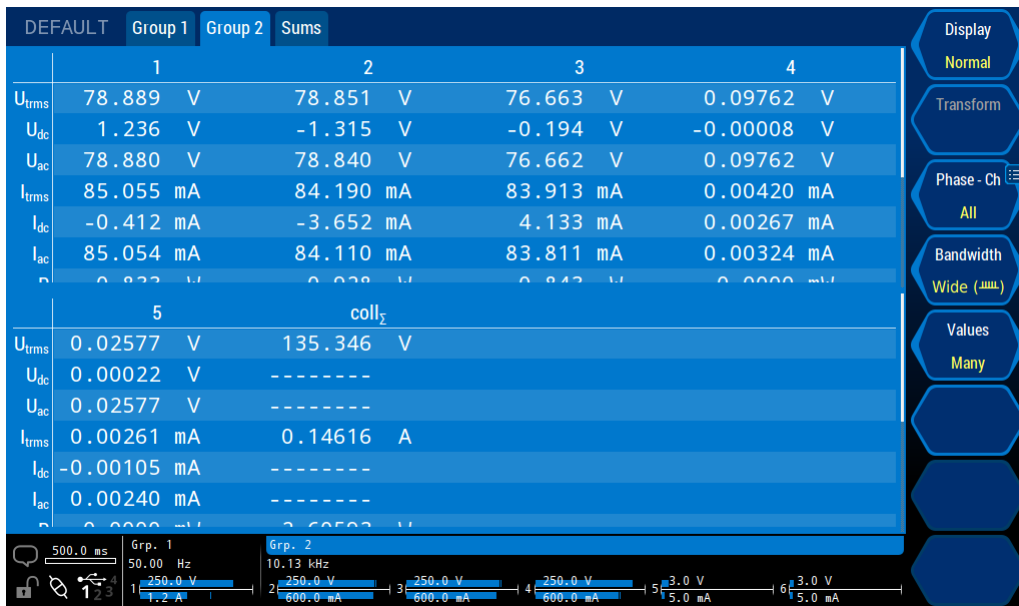 DEFAULT Group 1 Group 2 Sums
1 2 3 4
Utrms 78.889 V 78.851 V 76.663 V 0.09762 V
Udc 1.236 V -1.315 V -0.194 V -0.00008 V
Uac 78.880 V 78.840 V 76.662 V 0.09762 V
Itrms 85.055 mA 84.190 mA 83.913 mA 0.00420 mA
Idc -0.412 mA -3.652 mA 4.133 mA 0.00267 mA
Iac 85.054 mA 84.110 mA 83.811 mA 0.00324 mA
5 collΣ
Utrms 0.02577 V 135.346 V
Udc 0.00022 V --------
Uac 0.02577 V --------
Itrms 0.00261 mA 0.14616 A
Idc -0.00105 mA --------
Iac 0.00240 mA --------
Display
Normal
Transform
Phase - Ch
All
Bandwidth
Wide
Values
Many
500.0 ms
1 2 3 4
Grp. 1
50.00 Hz
Grp. 2
10.13 kHz
1 250.0 V
1.2 A
2 250.0 V
600.0 mA
3 250.0 V
600.0 mA
4 250.0 V
600.0 mA
5 3.0 V
5.0 mA
6 3.0 V
5.0 mA